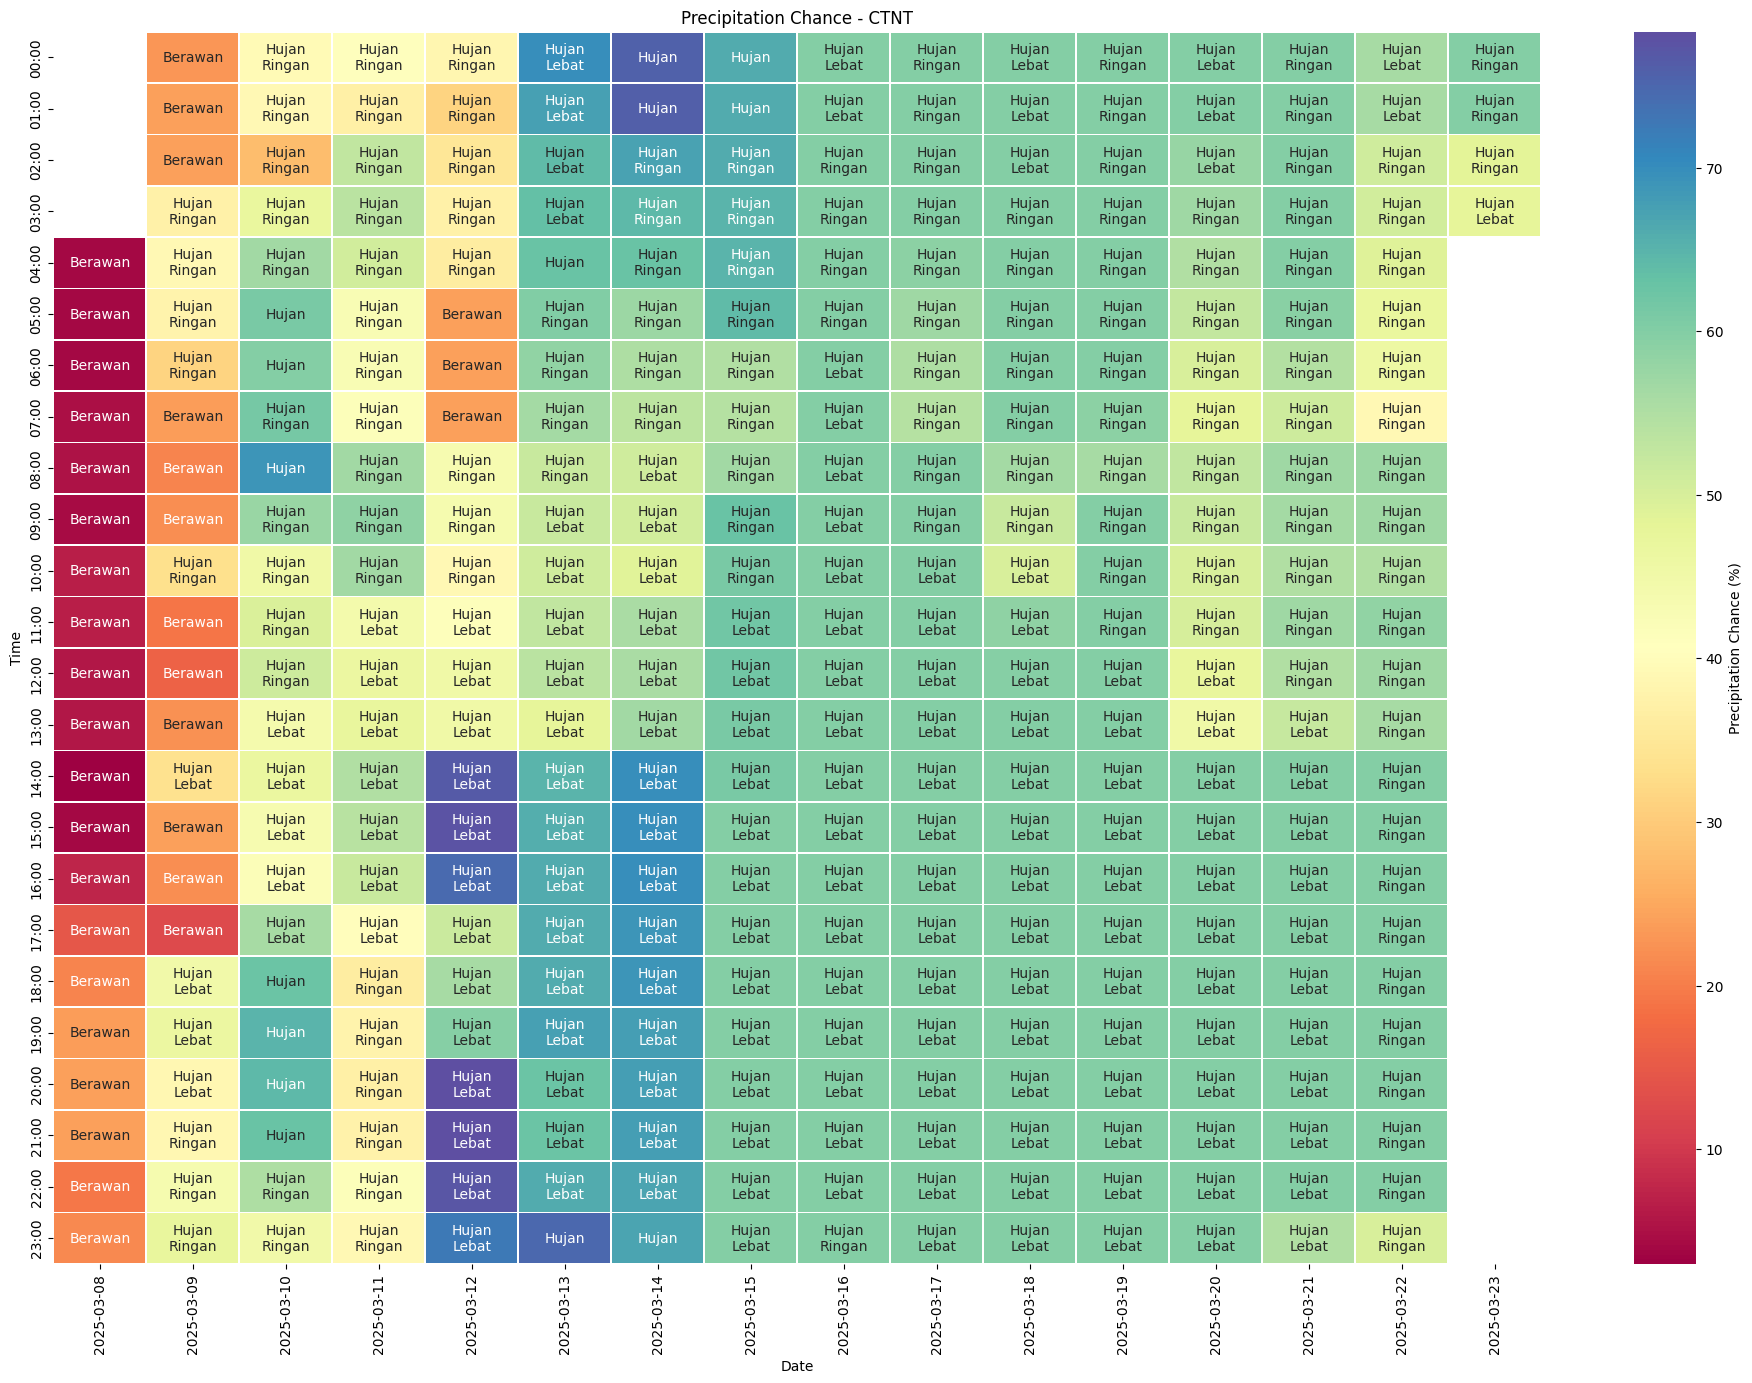 Precipitation Chance - CTNT
00:00 Berawan Hujan Ringan Hujan Ringan Hujan Ringan Hujan Lebat Hujan Hujan Hujan Lebat Hujan Ringan Hujan Lebat Hujan Ringan Hujan Lebat Hujan Ringan Hujan Lebat Hujan Ringan
01:00 Berawan Hujan Ringan Hujan Ringan Hujan Ringan Hujan Lebat Hujan Hujan Hujan Lebat Hujan Ringan Hujan Lebat Hujan Ringan Hujan Lebat Hujan Ringan Hujan Lebat Hujan Ringan
02:00 Berawan Hujan Ringan Hujan Ringan Hujan Ringan Hujan Lebat Hujan Ringan Hujan Ringan Hujan Ringan Hujan Ringan Hujan Ringan Hujan Ringan Hujan Lebat Hujan Ringan Hujan Ringan Hujan Ringan
03:00 Hujan Ringan Hujan Ringan Hujan Ringan Hujan Ringan Hujan Lebat Hujan Ringan Hujan Ringan Hujan Ringan Hujan Ringan Hujan Ringan Hujan Ringan Hujan Ringan Hujan Ringan Hujan Ringan Hujan Lebat
04:00 Berawan Hujan Ringan Hujan Ringan Hujan Ringan Hujan Ringan Hujan Hujan Ringan Hujan Ringan Hujan Ringan Hujan Ringan Hujan Ringan Hujan Ringan Hujan Ringan Hujan Ringan Hujan Ringan
05:00 Berawan Hujan Ringan Hujan Hujan Ringan Berawan Hujan Ringan Hujan Ringan Hujan Ringan Hujan Ringan Hujan Ringan Hujan Ringan Hujan Ringan Hujan Ringan Hujan Ringan Hujan Ringan
06:00 Berawan Hujan Ringan Hujan Hujan Ringan Berawan Hujan Ringan Hujan Ringan Hujan Ringan Hujan Lebat Hujan Ringan Hujan Ringan Hujan Ringan Hujan Ringan Hujan Ringan Hujan Ringan
07:00 Berawan Berawan Hujan Ringan Hujan Ringan Berawan Hujan Ringan Hujan Ringan Hujan Ringan Hujan Lebat Hujan Ringan Hujan Ringan Hujan Ringan Hujan Ringan Hujan Ringan Hujan Ringan
08:00 Berawan Berawan Hujan Hujan Ringan Hujan Ringan Hujan Ringan Hujan Lebat Hujan Ringan Hujan Lebat Hujan Ringan Hujan Ringan Hujan Ringan Hujan Ringan Hujan Ringan Hujan Ringan
09:00 Berawan Berawan Hujan Ringan Hujan Ringan Hujan Ringan Hujan Lebat Hujan Lebat Hujan Ringan Hujan Lebat Hujan Ringan Hujan Ringan Hujan Ringan Hujan Ringan Hujan Ringan Hujan Ringan
10:00 Berawan Hujan Ringan Hujan Ringan Hujan Ringan Hujan Ringan Hujan Lebat Hujan Lebat Hujan Ringan Hujan Lebat Hujan Lebat Hujan Lebat Hujan Ringan Hujan Ringan Hujan Ringan Hujan Ringan
11:00 Berawan Berawan Hujan Ringan Hujan Lebat Hujan Lebat Hujan Lebat Hujan Lebat Hujan Lebat Hujan Lebat Hujan Lebat Hujan Lebat Hujan Ringan Hujan Ringan Hujan Ringan Hujan Ringan
12:00 Berawan Berawan Hujan Ringan Hujan Lebat Hujan Lebat Hujan Lebat Hujan Lebat Hujan Lebat Hujan Lebat Hujan Lebat Hujan Lebat Hujan Lebat Hujan Lebat Hujan Ringan Hujan Ringan
13:00 Berawan Berawan Hujan Lebat Hujan Lebat Hujan Lebat Hujan Lebat Hujan Lebat Hujan Lebat Hujan Lebat Hujan Lebat Hujan Lebat Hujan Lebat Hujan Lebat Hujan Lebat Hujan Ringan
14:00 Berawan Hujan Lebat Hujan Lebat Hujan Lebat Hujan Lebat Hujan Lebat Hujan Lebat Hujan Lebat Hujan Lebat Hujan Lebat Hujan Lebat Hujan Lebat Hujan Lebat Hujan Lebat Hujan Ringan
15:00 Berawan Berawan Hujan Lebat Hujan Lebat Hujan Lebat Hujan Lebat Hujan Lebat Hujan Lebat Hujan Lebat Hujan Lebat Hujan Lebat Hujan Lebat Hujan Lebat Hujan Lebat Hujan Ringan
16:00 Berawan Berawan Hujan Lebat Hujan Lebat Hujan Lebat Hujan Lebat Hujan Lebat Hujan Lebat Hujan Lebat Hujan Lebat Hujan Lebat Hujan Lebat Hujan Lebat Hujan Lebat Hujan Ringan
17:00 Berawan Berawan Hujan Lebat Hujan Lebat Hujan Lebat Hujan Lebat Hujan Lebat Hujan Lebat Hujan Lebat Hujan Lebat Hujan Lebat Hujan Lebat Hujan Lebat Hujan Lebat Hujan Ringan
18:00 Berawan Hujan Lebat Hujan Hujan Ringan Hujan Lebat Hujan Lebat Hujan Lebat Hujan Lebat Hujan Lebat Hujan Lebat Hujan Lebat Hujan Lebat Hujan Lebat Hujan Lebat Hujan Ringan
19:00 Berawan Hujan Lebat Hujan Hujan Ringan Hujan Lebat Hujan Lebat Hujan Lebat Hujan Lebat Hujan Lebat Hujan Lebat Hujan Lebat Hujan Lebat Hujan Lebat Hujan Lebat Hujan Ringan
20:00 Berawan Hujan Lebat Hujan Hujan Ringan Hujan Lebat Hujan Lebat Hujan Lebat Hujan Lebat Hujan Lebat Hujan Lebat Hujan Lebat Hujan Lebat Hujan Lebat Hujan Lebat Hujan Ringan
21:00 Berawan Hujan Ringan Hujan Hujan Ringan Hujan Lebat Hujan Lebat Hujan Lebat Hujan Lebat Hujan Lebat Hujan Lebat Hujan Lebat Hujan Lebat Hujan Lebat Hujan Lebat Hujan Ringan
22:00 Berawan Hujan Ringan Hujan Ringan Hujan Ringan Hujan Lebat Hujan Lebat Hujan Lebat Hujan Lebat Hujan Lebat Hujan Lebat Hujan Lebat Hujan Lebat Hujan Lebat Hujan Lebat Hujan Ringan
23:00 Berawan Hujan Ringan Hujan Ringan Hujan Ringan Hujan Lebat Hujan Hujan Hujan Lebat Hujan Ringan Hujan Lebat Hujan Lebat Hujan Lebat Hujan Lebat Hujan Lebat Hujan Ringan
Time
2025-03-08 2025-03-09 2025-03-10 2025-03-11 2025-03-12 2025-03-13 2025-03-14 2025-03-15 2025-03-16 2025-03-17 2025-03-18 2025-03-19 2025-03-20 2025-03-21 2025-03-22 2025-03-23
Date
70
60
50
40
30
20
10
Precipitation Chance (%)